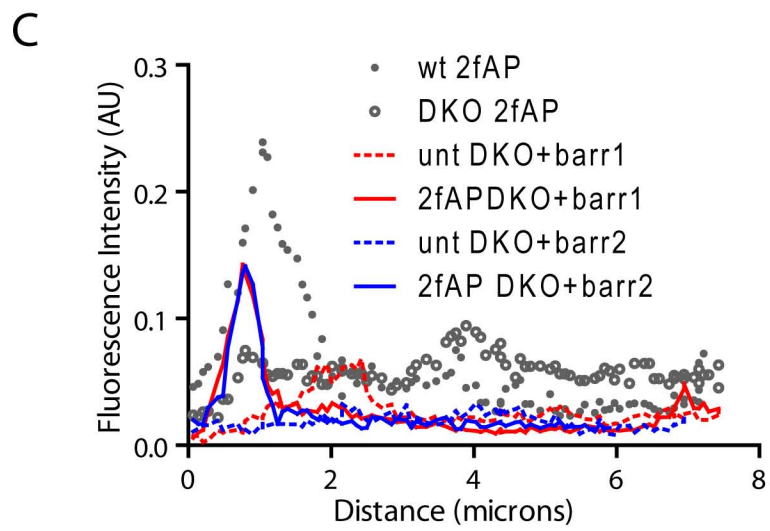 C
Fluorescence Intensity (AU)
0.3
0.2
0.1
0.0
wt 2fAP
DKO 2fAP
unt DKO+barr1
2fAPDKO+barr1
unt DKO+barr2
2fAP DKO+barr2
0 2 4 6 8
Distance (microns)